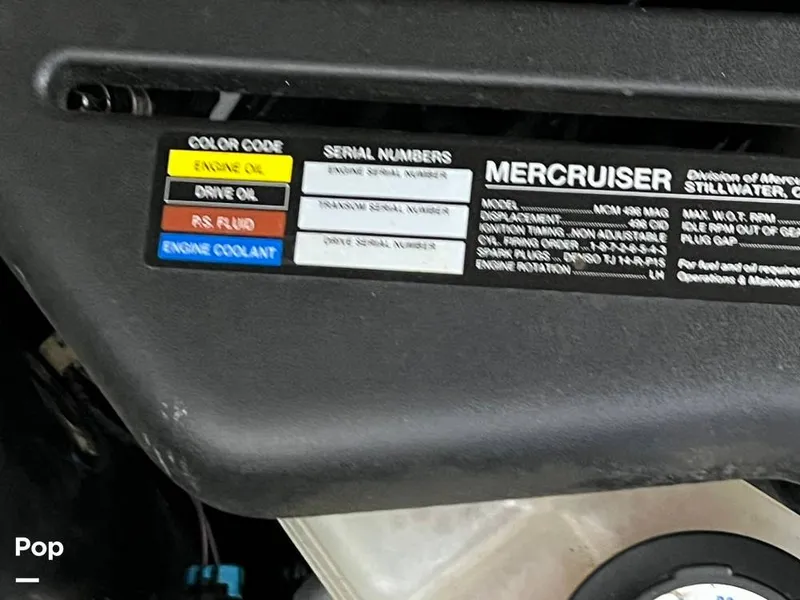 COLOR CODE
ENGINE OIL
DRIVE OIL
P.S. FLUID
ENGINE COOLANT
SERIAL NUMBERS
ENGINE SERIAL NUMBER
TRANSOM SERIAL NUMBER
DRIVE SERIAL NUMBER
MERCRUISER
Division of
STILLWATER,
MODEL MCM 496 MAG
DISPLACEMENT 496 CID
IGNITION TIMING NON ADJUSTABLE
CYL. FIRING ORDER 1-8-7-2-6-5-4-3
SPARK PLUGS DENSO TJ 14-R-P15
ENGINE ROTATION LH
MAX. W.O.T. RPM
IDLE RPM OUT OF
PLUG GAP
For fuel and oil
Operations &
Pop